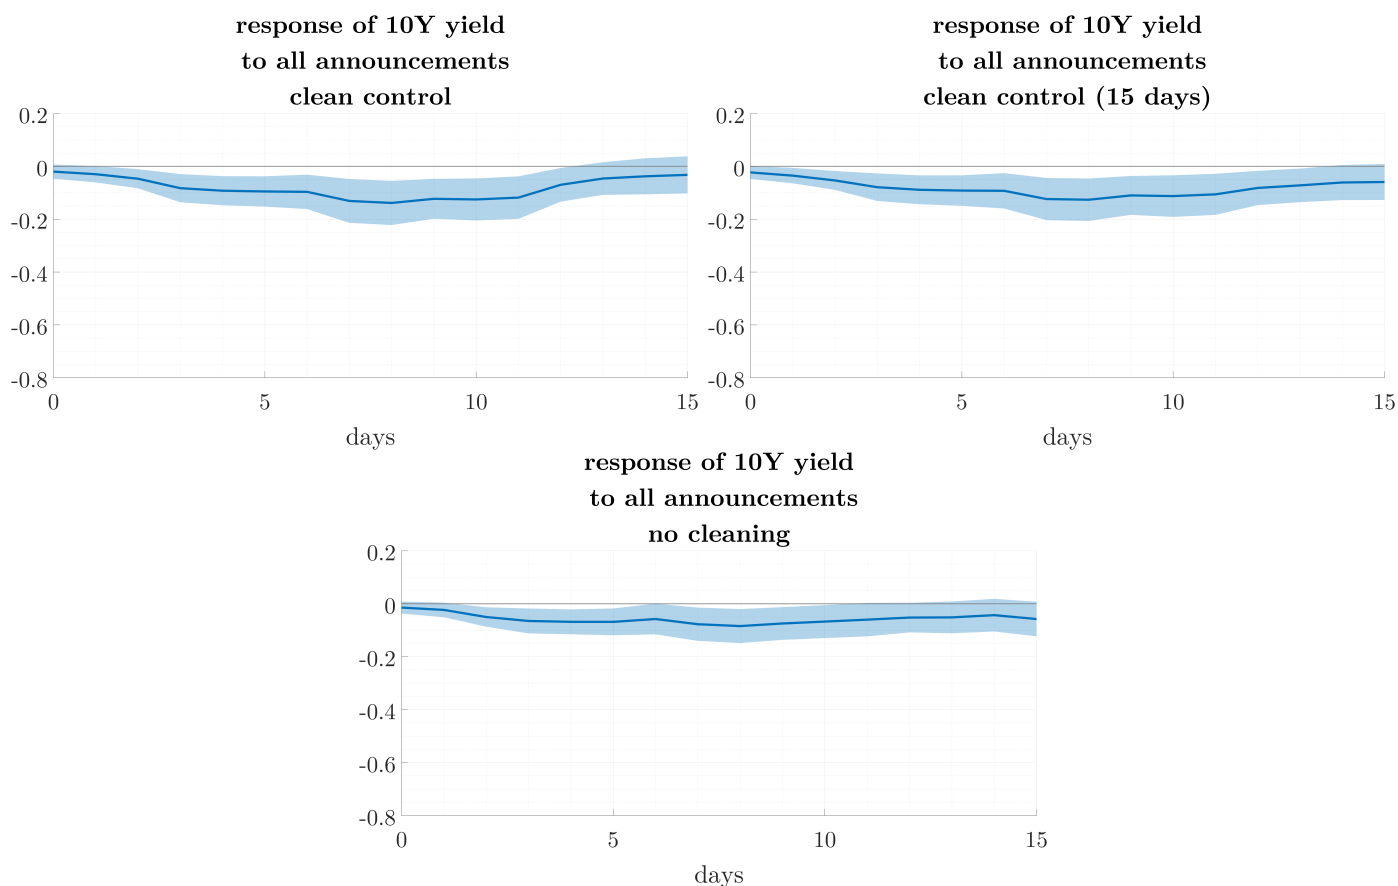 response of 10Y yield
to all announcements
clean control
0.2
0
-0.2
-0.4
-0.6
-0.8
0 5 10 15
days
response of 10Y yield
to all announcements
clean control (15 days)
0.2
0
-0.2
-0.4
-0.6
-0.8
0 5 10 15
days
response of 10Y yield
to all announcements
no cleaning
0.2
0
-0.2
-0.4
-0.6
-0.8
0 5 10 15
days